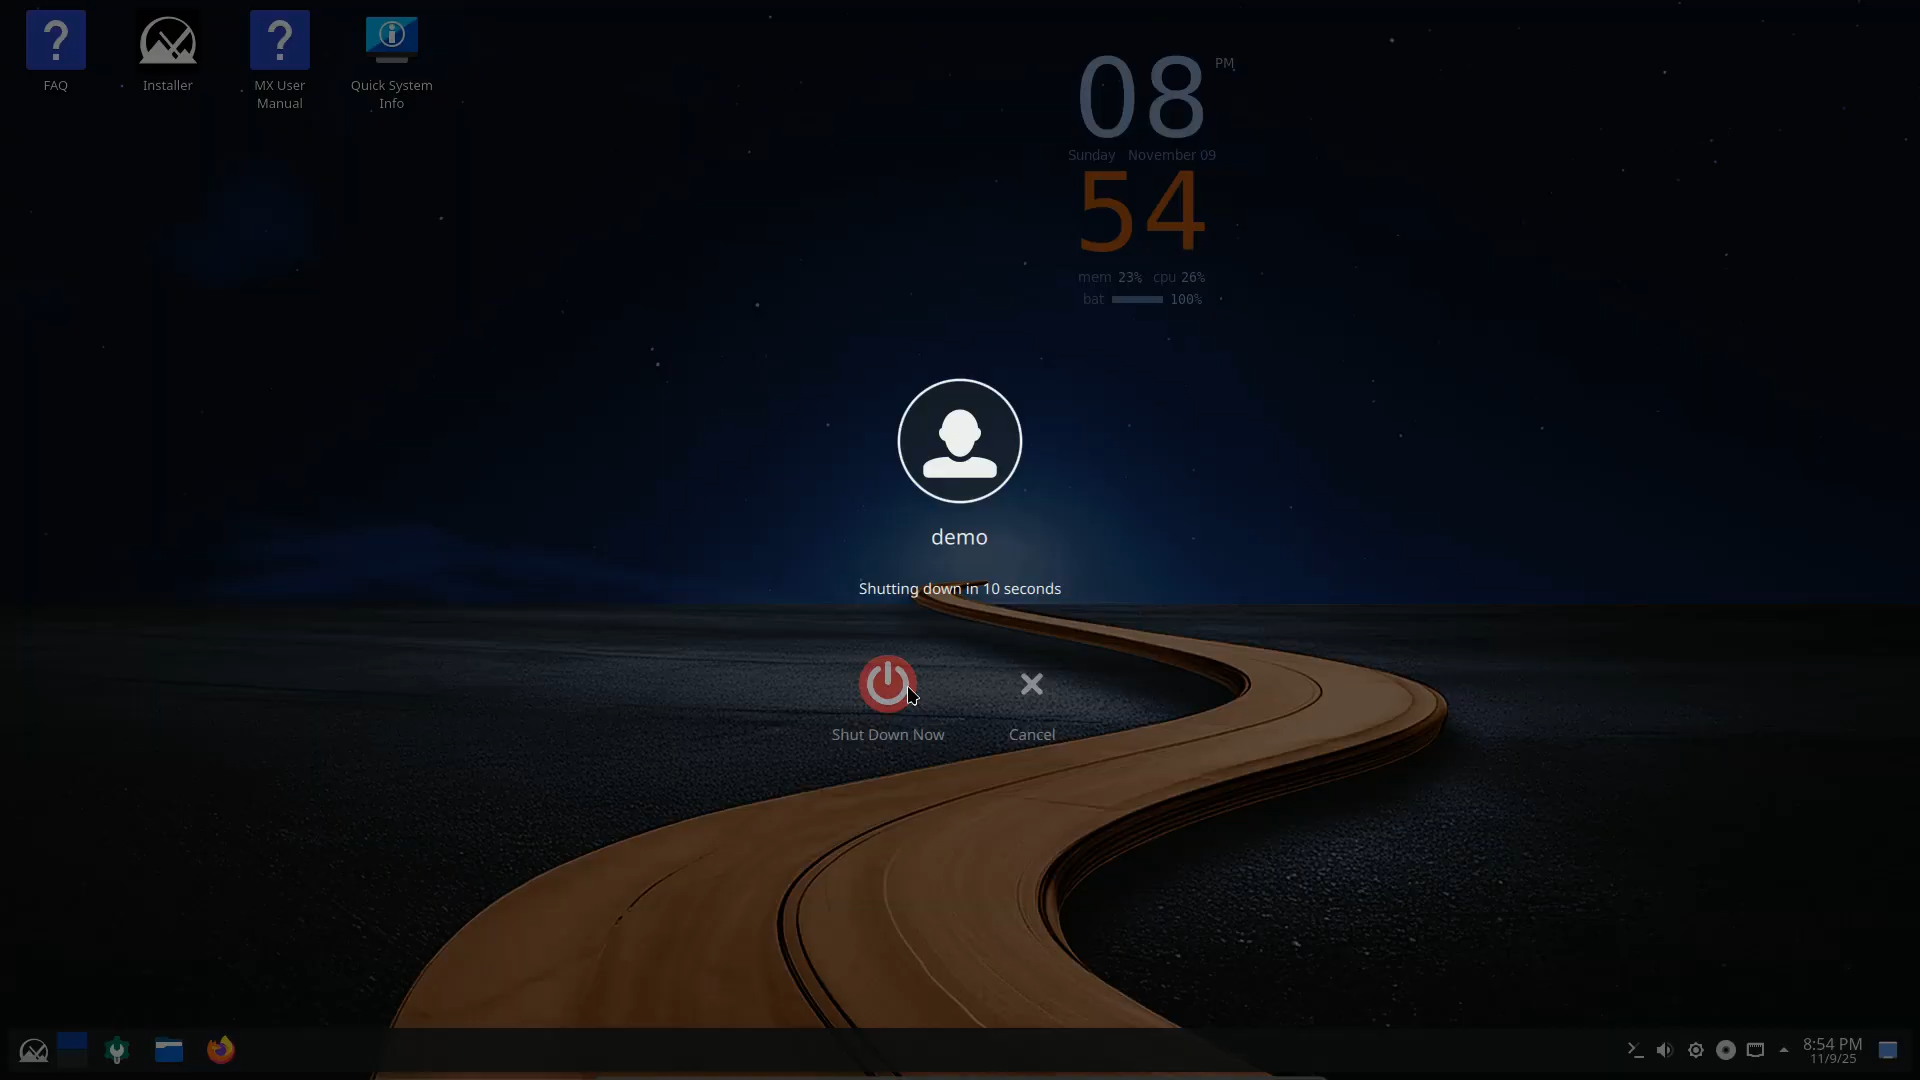 FAQ
Installer
MX User
Manual
Quick System
Info
08 PM
Sunday November 09
54
mem 23% cpu 26%
bat 100%
demo
Shutting down in 10 seconds
Shut Down Now
Cancel
8:54 PM
11/9/25